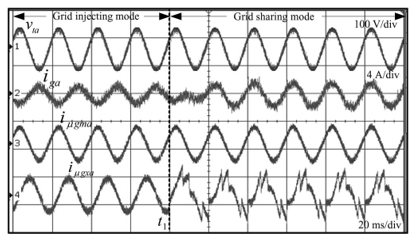 Grid injecting mode
Grid sharing mode
v_ta
100 V/div
1
i_ga
4 A/div
2
i_μgma
3
i_μgxa
4
t_1
20 ms/div